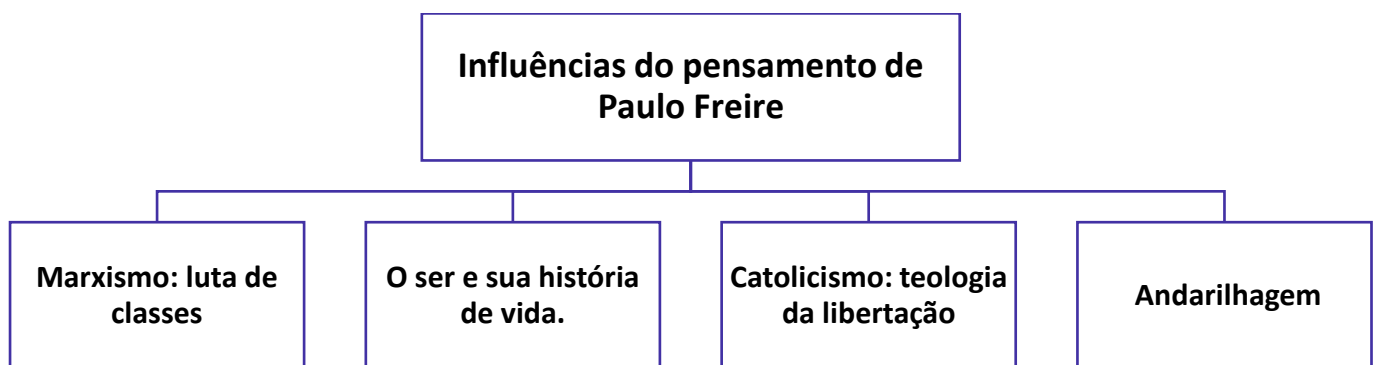 Influências do pensamento de
Paulo Freire
Marxismo: luta de
classes
O ser e sua história
de vida.
Catolicismo: teologia
da libertação
Andarilhagem